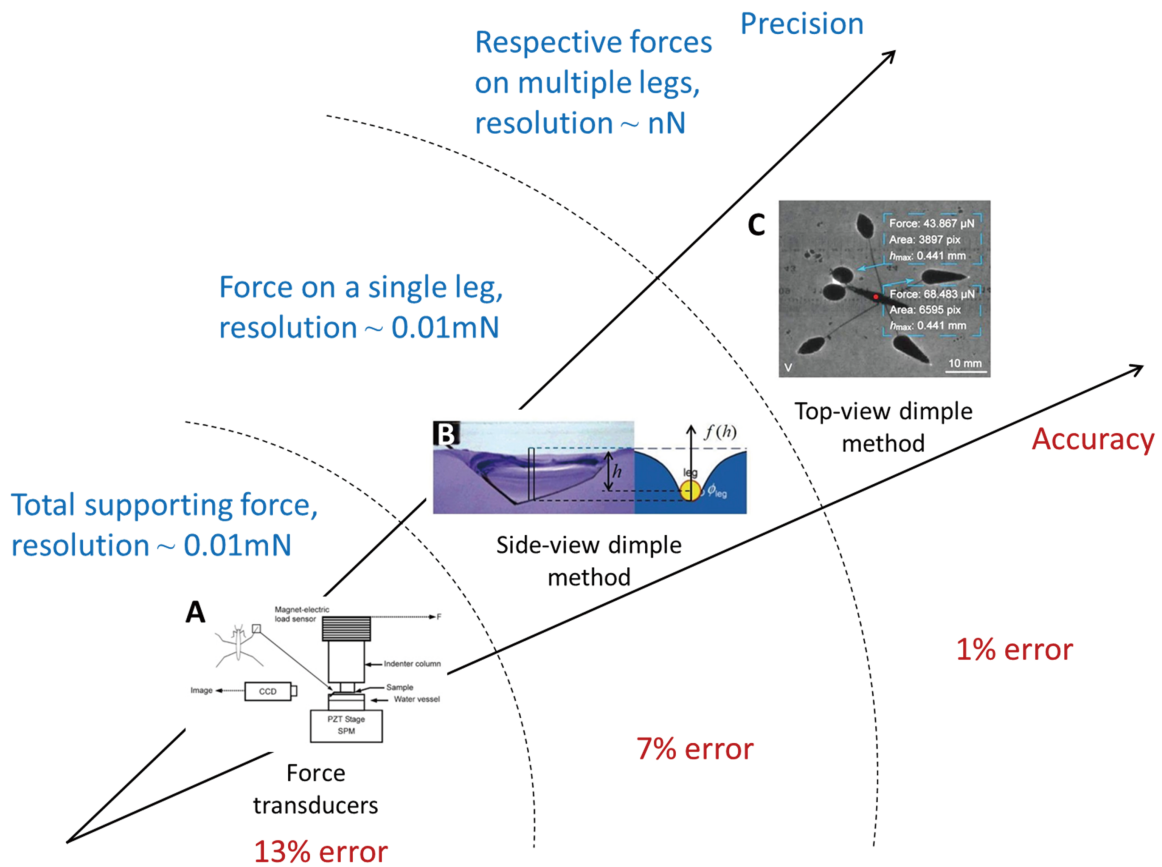 Precision
Respective forces
on multiple legs,
resolution ~ nN
C
Force: 43.867 µN
Area: 3897 pix
hmax: 0.441 mm
Force: 68.483 µN
Area: 6595 pix
hmax: 0.441 mm
V
10 mm
Force on a single leg,
resolution ~ 0.01mN
Top-view dimple
method
Accuracy
B
h
f(h)
leg
ϕleg
Side-view dimple
method
Total supporting force,
resolution ~ 0.01mN
A
Magnet-electric
load sensor
F
Indenter column
Sample
Water vessel
Image
CCD
PZT Stage
SPM
Force
transducers
13% error
7% error
1% error